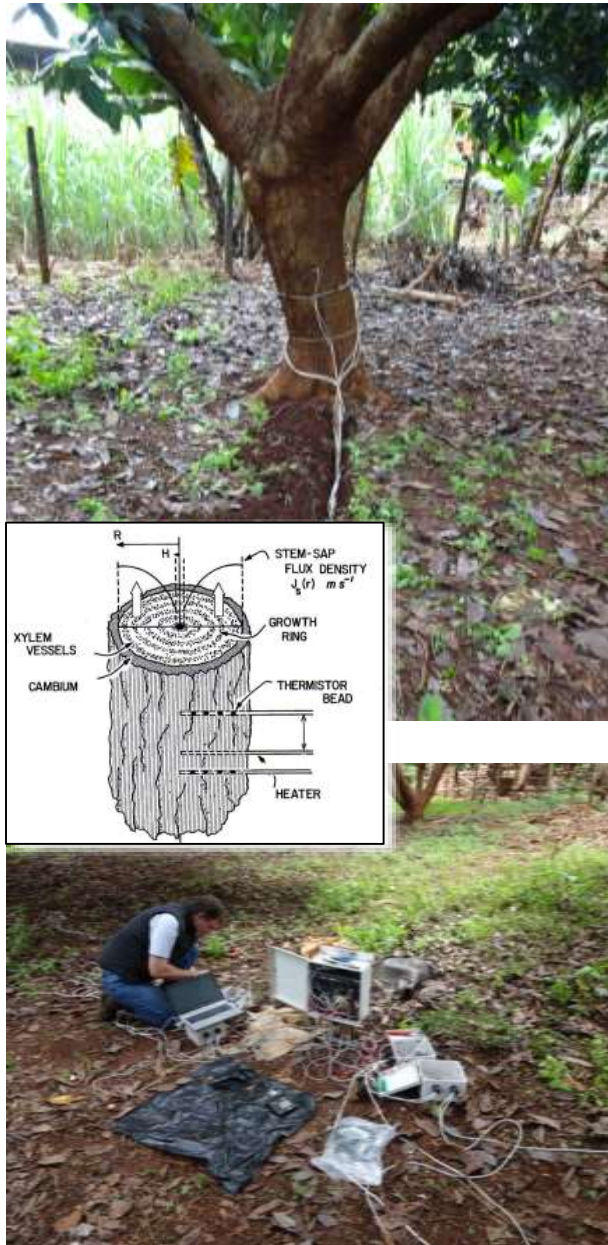 R
H
STEM-SAP
FLUX DENSITY
Jₛ(r) m s⁻¹
XYLEM
VESSELS
GROWTH
RING
CAMBIUM
THERMISTOR
BEAD
HEATER